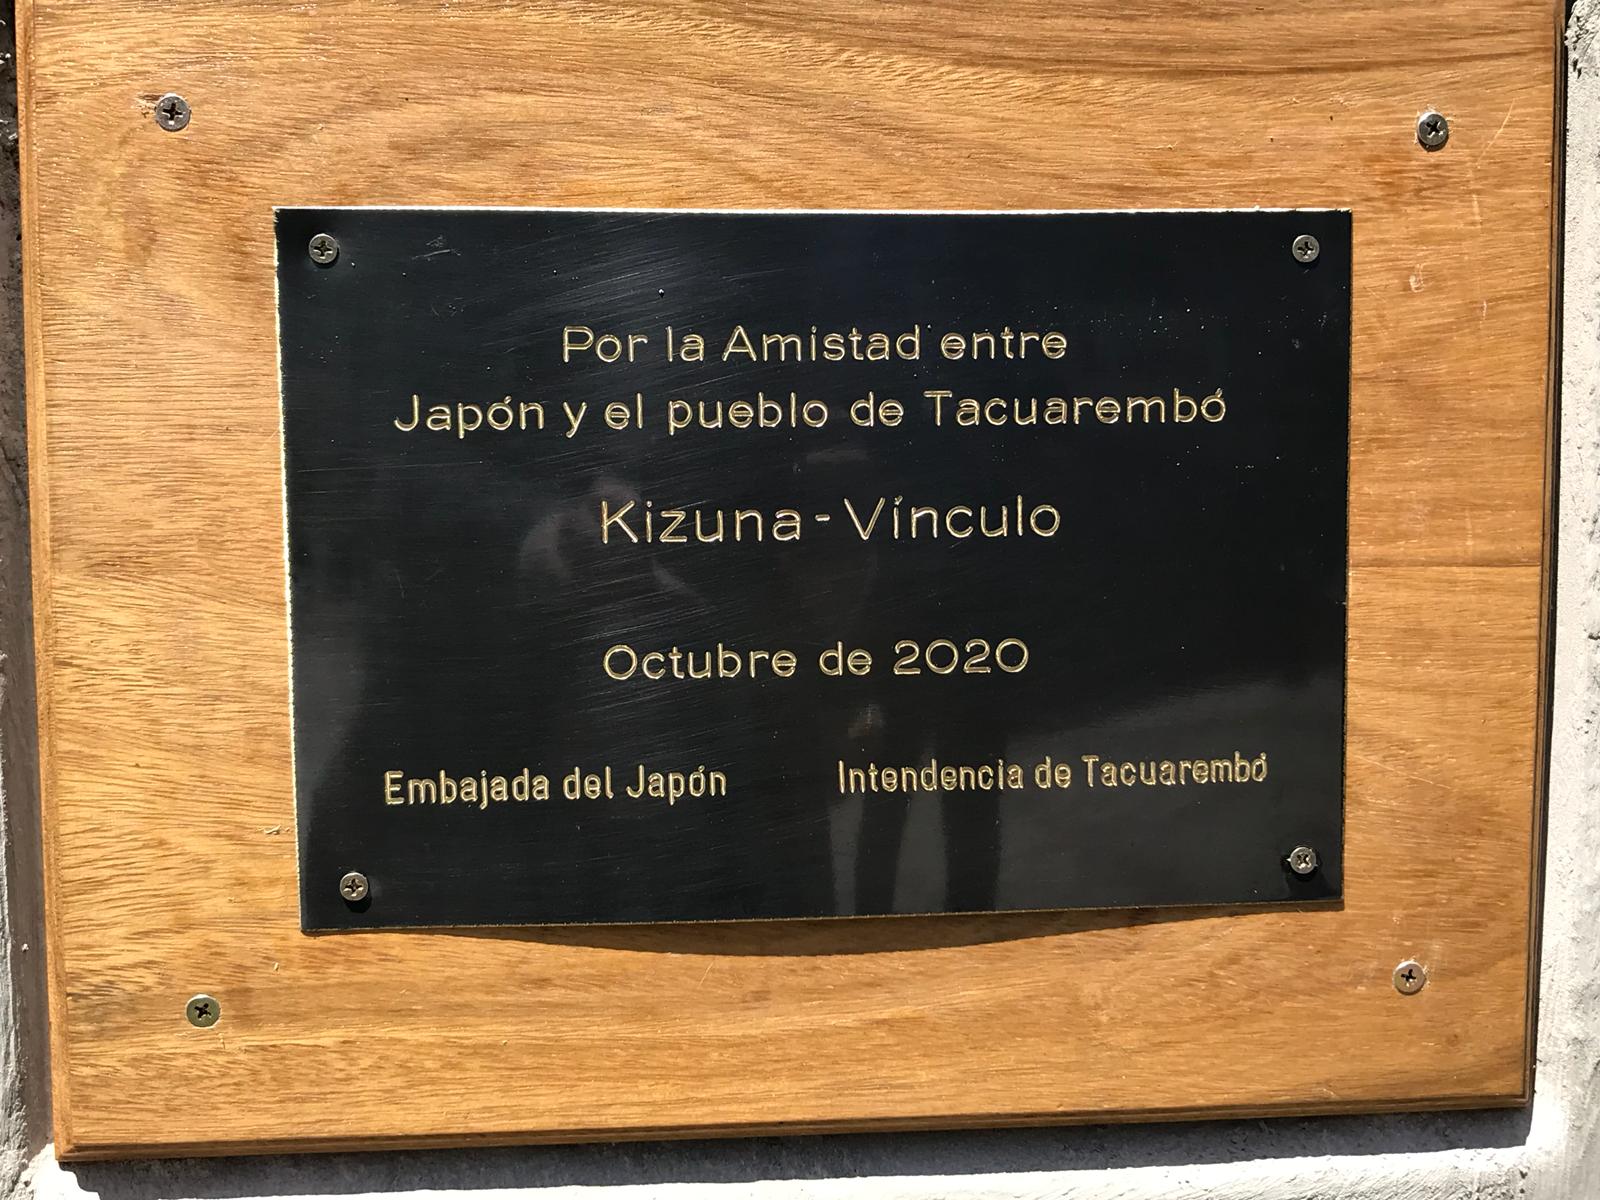 Por la Amistad entre
Japón y el pueblo de Tacuarembó
Kizuna - Vínculo
Octubre de 2020
Embajada del Japón
Intendencia de Tacuarembó